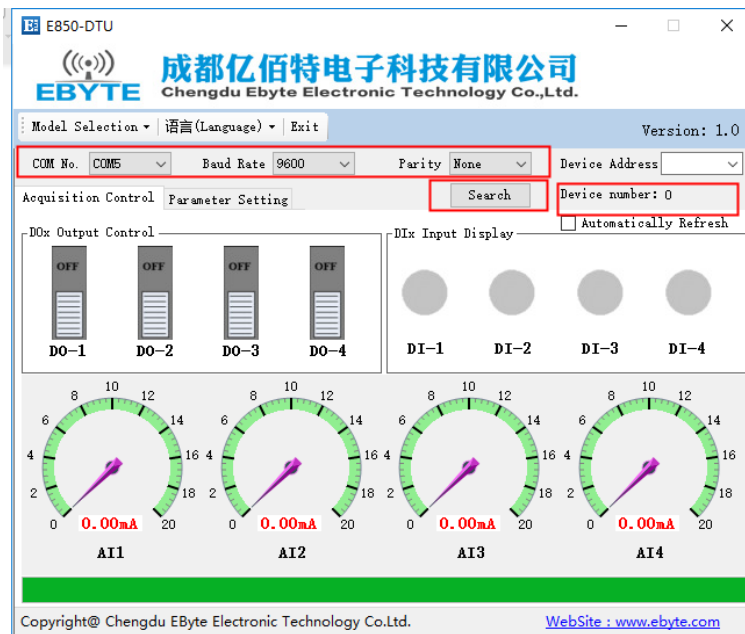 E850-DTU
EBYTE
成都亿佰特电子科技有限公司
Chengdu Ebyte Electronic Technology Co.,Ltd.
Model Selection 语言(Language) Exit
Version: 1.0
COM No. COM5 Baud Rate 9600 Parity None Device Address
Acquisition Control Parameter Setting Search Device number: 0
Automatically Refresh
DOx Output Control DIx Input Display
OFF OFF OFF OFF
DO-1 DO-2 DO-3 DO-4 DI-1 DI-2 DI-3 DI-4
0 2 4 6 8 10 12 14 16 18 20
0.00mA
AI1
0 2 4 6 8 10 12 14 16 18 20
0.00mA
AI2
0 2 4 6 8 10 12 14 16 18 20
0.00mA
AI3
0 2 4 6 8 10 12 14 16 18 20
0.00mA
AI4
Copyright@ Chengdu EByte Electronic Technology Co.Ltd. WebSite : www.ebyte.com